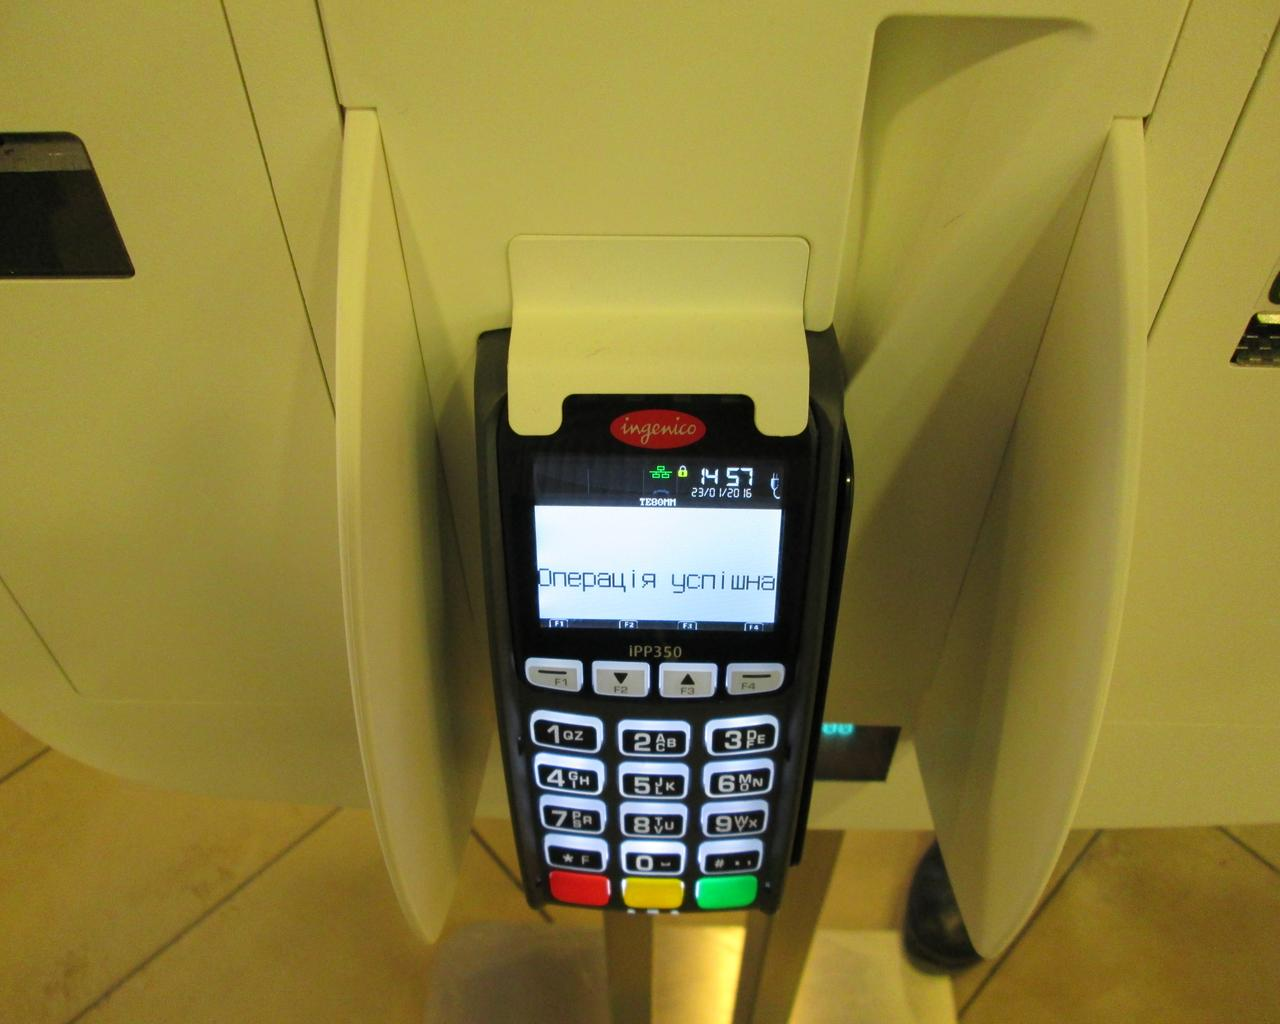 ingenico
14 57
23/01/2016
TE80MM
Операція успішна
F1 F2 F3 F4
iPP350
F1 F2 F3 F4
1QZ 2ABC 3DEF
4GHI 5JKL 6MNO
7PRS 8TUV 9WXY
* F 0 # . ,